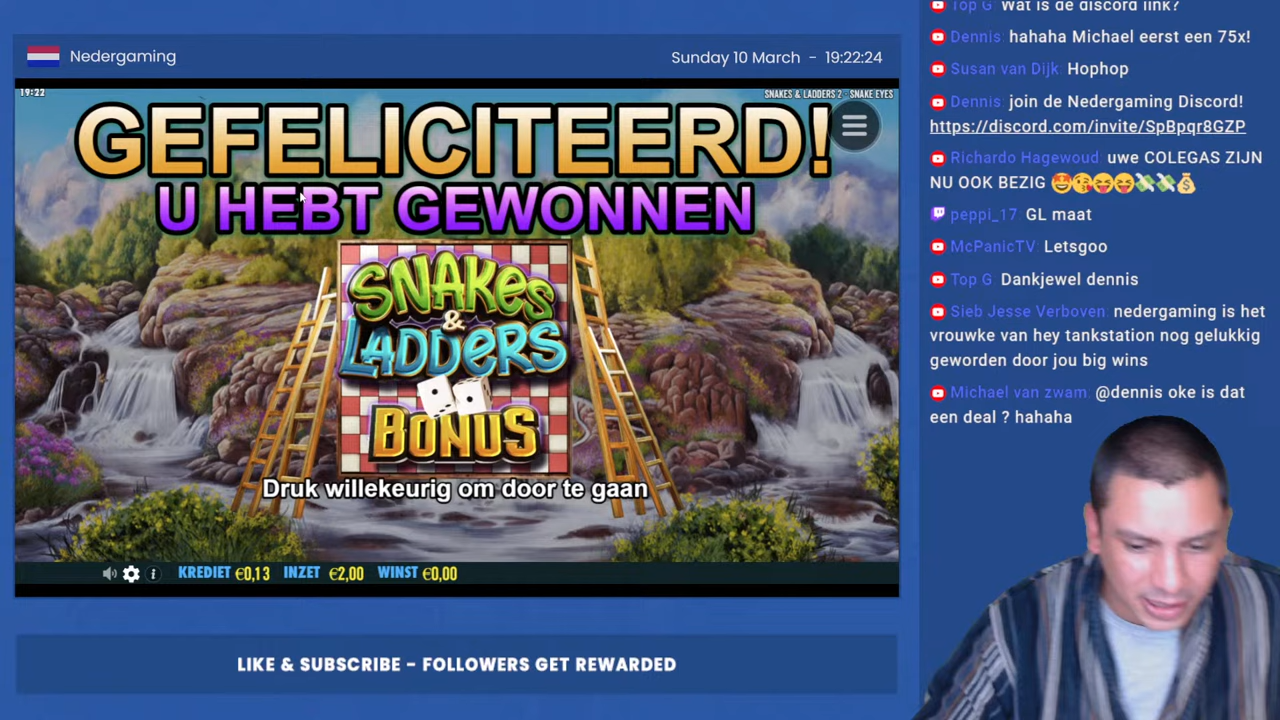 Nedergaming
Sunday 10 March - 19:22:24
19:22
SNAKES & LADDERS 2 - SNAKE EYES
GEFELICITEERD!
U HEBT GEWONNEN
SNAKES
&
LADDERS
BONUS
Druk willekeurig om door te gaan
KREDIET €0,13 INZET €2,00 WINST €0,00
LIKE & SUBSCRIBE - FOLLOWERS GET REWARDED
Top G Wat is de discord link?
Dennis: hahaha Michael eerst een 75x!
Susan van Dijk: Hophop
Dennis: join de Nedergaming Discord!
https://discord.com/invite/SpBpqr8GZP
Richardo Hagewoud: uwe COLEGAS ZIJN
NU OOK BEZIG 🤩😘😝😝💸💸💰
peppi_17: GL maat
McPanicTV: Letsgoo
Top G: Dankjewel dennis
Sieb Jesse Verboven: nedergaming is het
vrouwke van hey tankstation nog gelukkig
geworden door jou big wins
Michael van zwam: @dennis oke is dat
een deal ? hahaha